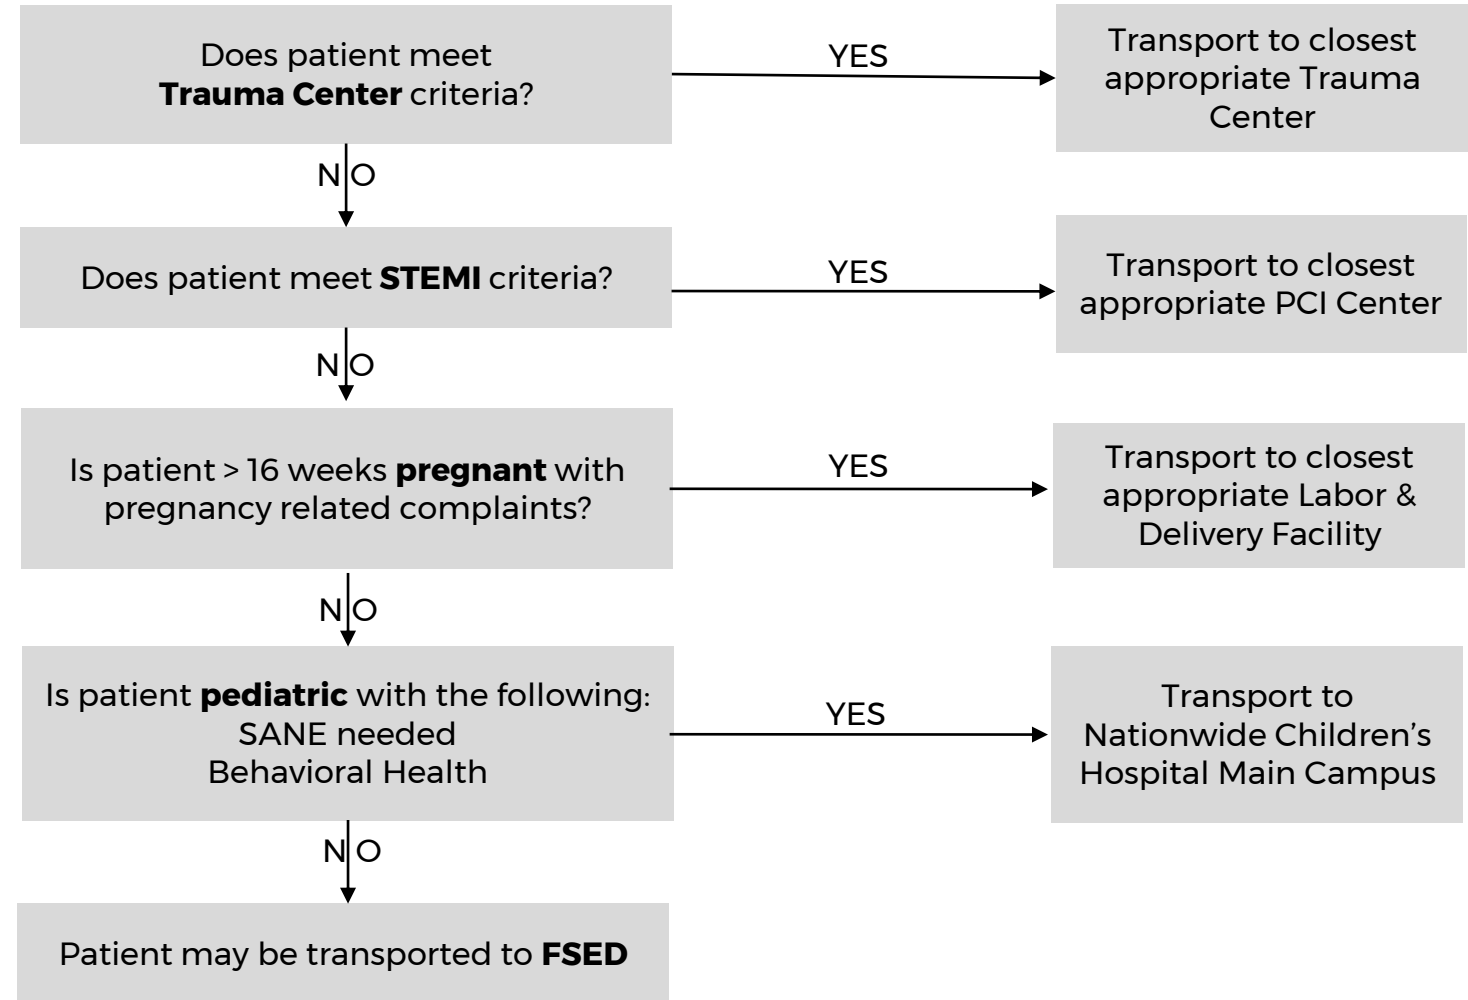 Does patient meet
Trauma Center criteria?
YES
Transport to closest
appropriate Trauma
Center
NO
Does patient meet STEMI criteria?
YES
Transport to closest
appropriate PCI Center
NO
Is patient > 16 weeks pregnant with
pregnancy related complaints?
YES
Transport to closest
appropriate Labor &
Delivery Facility
NO
Is patient pediatric with the following:
SANE needed
Behavioral Health
YES
Transport to
Nationwide Children’s
Hospital Main Campus
NO
Patient may be transported to FSED